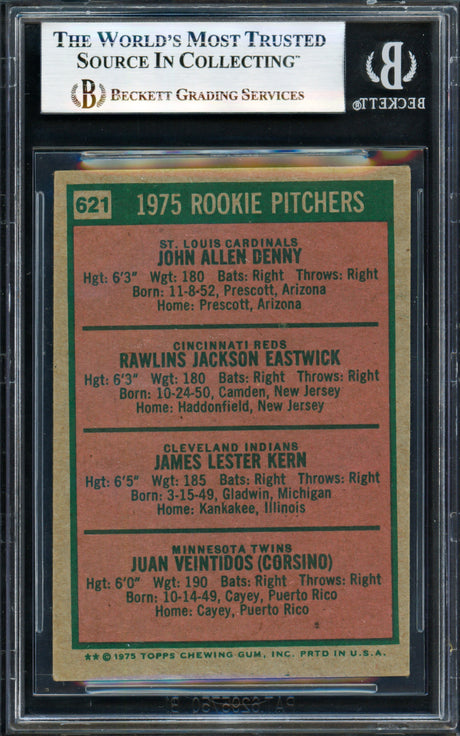 THE WORLD'S MOST TRUSTED
SOURCE IN COLLECTING™
B BECKETT GRADING SERVICES
B
BECKETT®
621 1975 ROOKIE PITCHERS
ST. LOUIS CARDINALS
JOHN ALLEN DENNY
Hgt: 6'3" Wgt: 180 Bats: Right Throws: Right
Born: 11-8-52, Prescott, Arizona
Home: Prescott, Arizona
CINCINNATI REDS
RAWLINS JACKSON EASTWICK
Hgt: 6'3" Wgt: 180 Bats: Right Throws: Right
Born: 10-24-50, Camden, New Jersey
Home: Haddonfield, New Jersey
CLEVELAND INDIANS
JAMES LESTER KERN
Hgt: 6'5" Wgt: 185 Bats: Right Throws: Right
Born: 3-15-49, Gladwin, Michigan
Home: Kankakee, Illinois
MINNESOTA TWINS
JUAN VEINTIDOS (CORSINO)
Hgt: 6'0" Wgt: 190 Bats: Right Throws: Right
Born: 10-14-49, Cayey, Puerto Rico
Home: Cayey, Puerto Rico
★★ © 1975 TOPPS CHEWING GUM, INC. PRTD IN U.S.A.